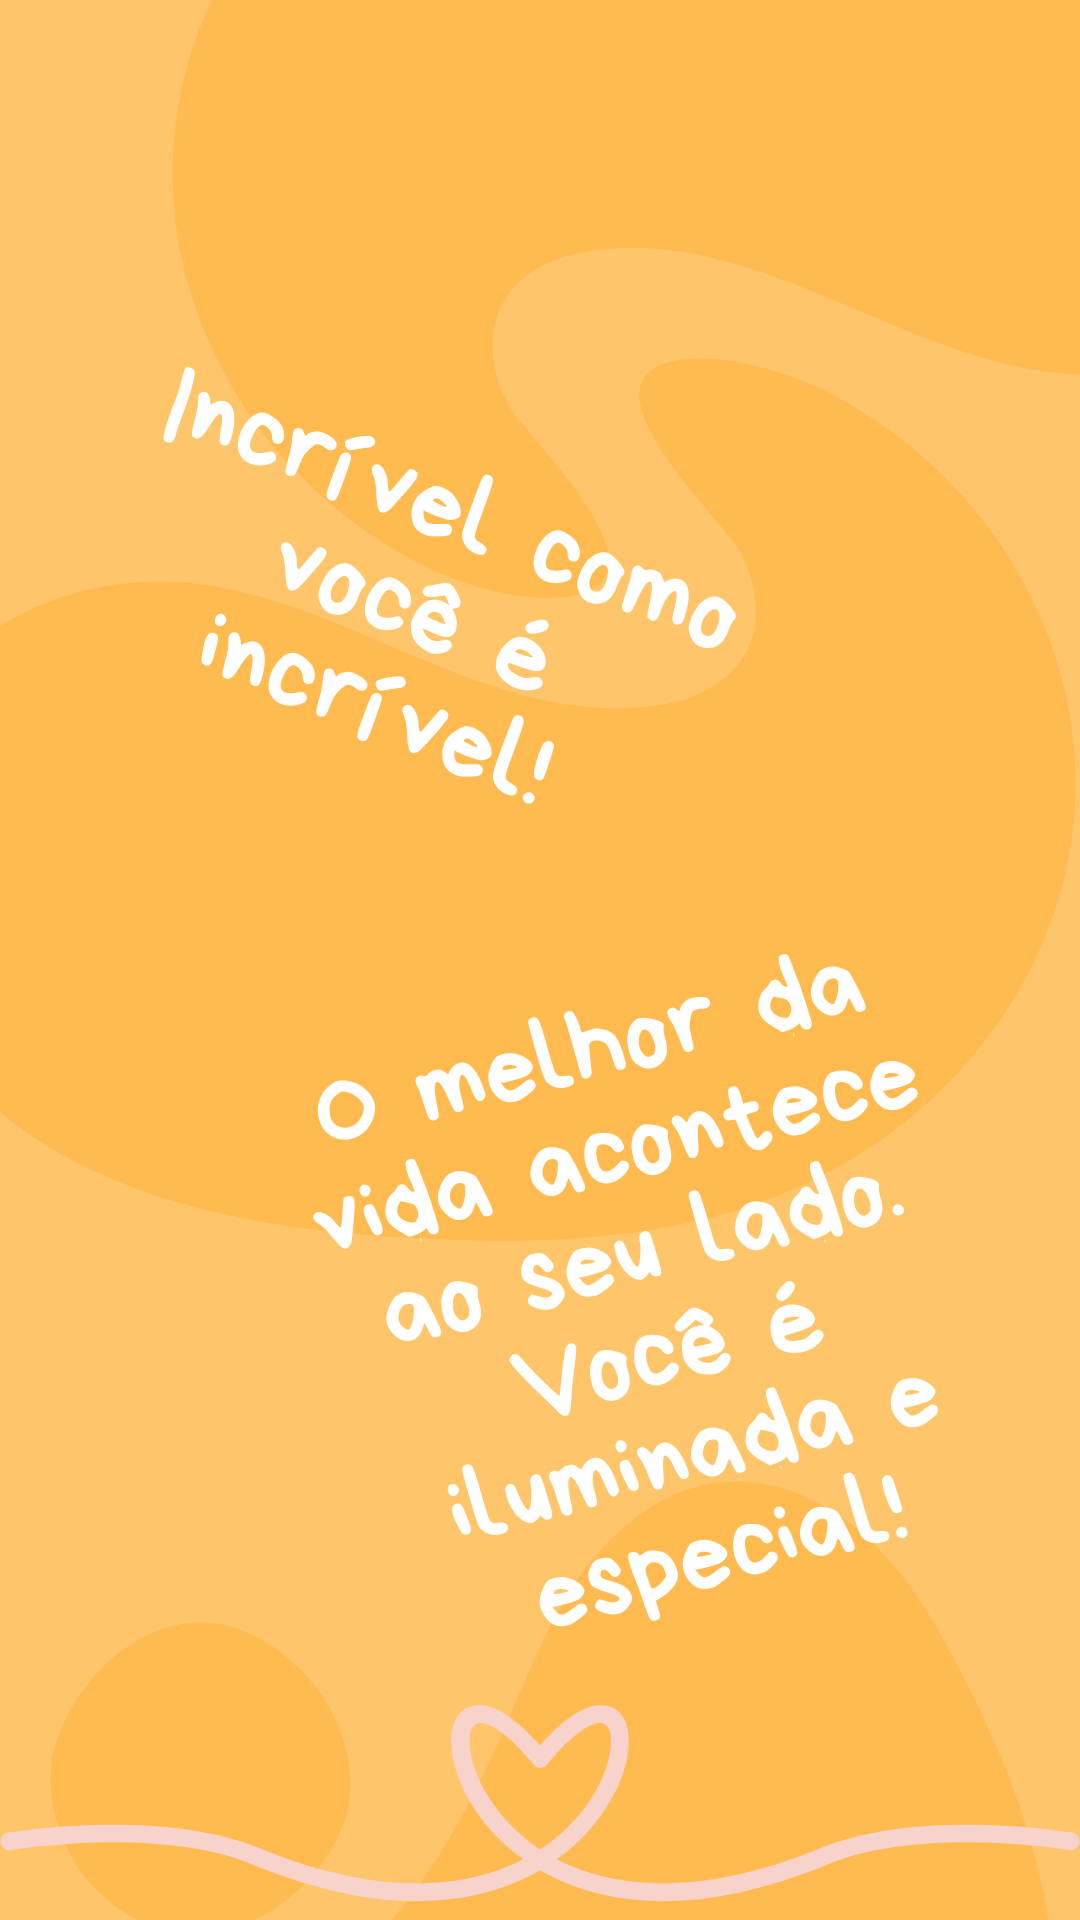 Incrível como
você é
incrível!
O melhor da
vida acontece
ao seu lado.
Você é
iluminada e
especial!